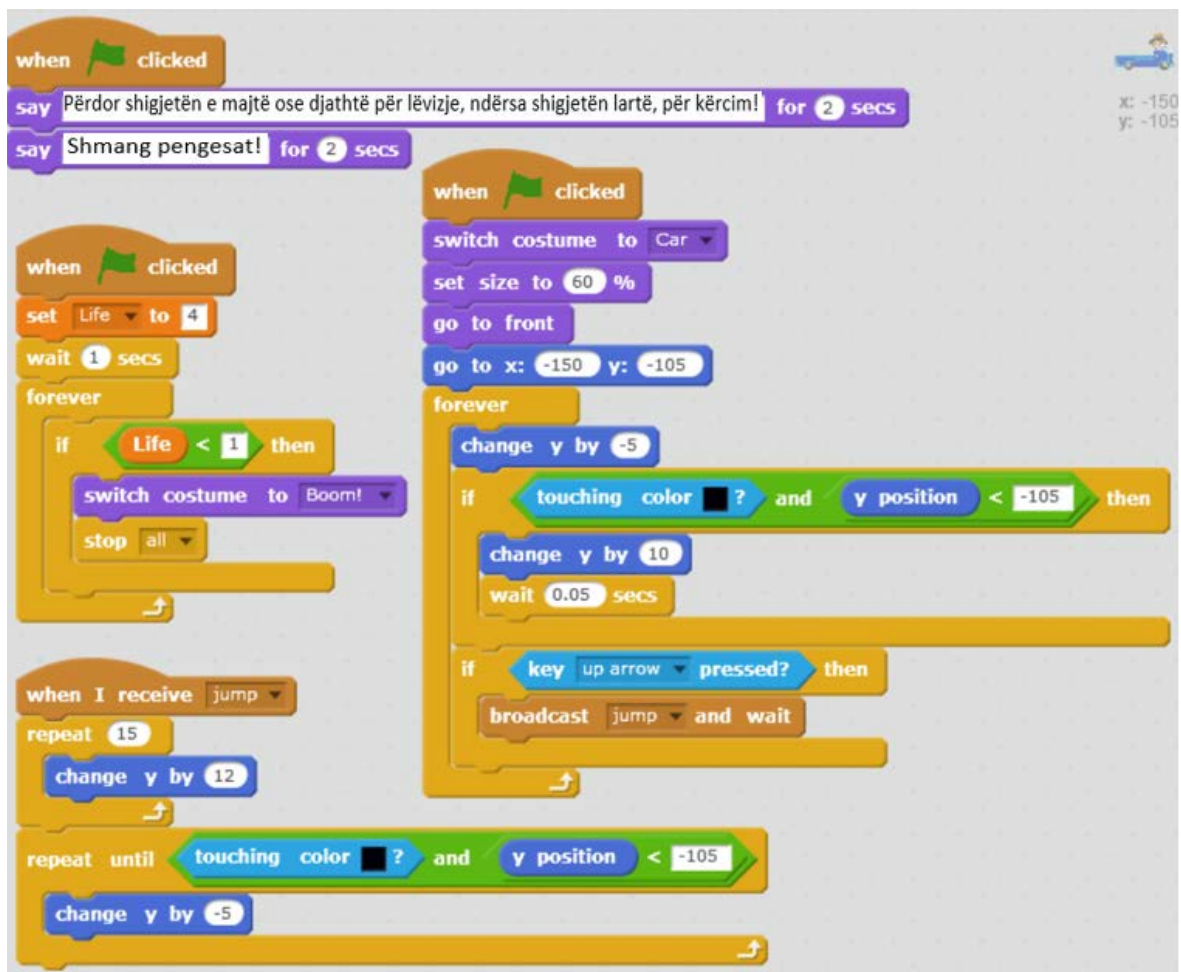 when clicked
say Përdor shigjetën e majtë ose djathtë për lëvizje, ndërsa shigjetën lartë, për kërcim! for 2 secs
say Shmang pengesat! for 2 secs
x: -150
y: -105
when clicked
set Life to 4
wait 1 secs
forever
if Life < 1 then
switch costume to Boom!
stop all
when I receive jump
repeat 15
change y by 12
repeat until touching color ? and y position < -105
change y by -5
when clicked
switch costume to Car
set size to 60 %
go to front
go to x: -150 y: -105
forever
change y by -5
if touching color ? and y position < -105 then
change y by 10
wait 0.05 secs
if key up arrow pressed? then
broadcast jump and wait